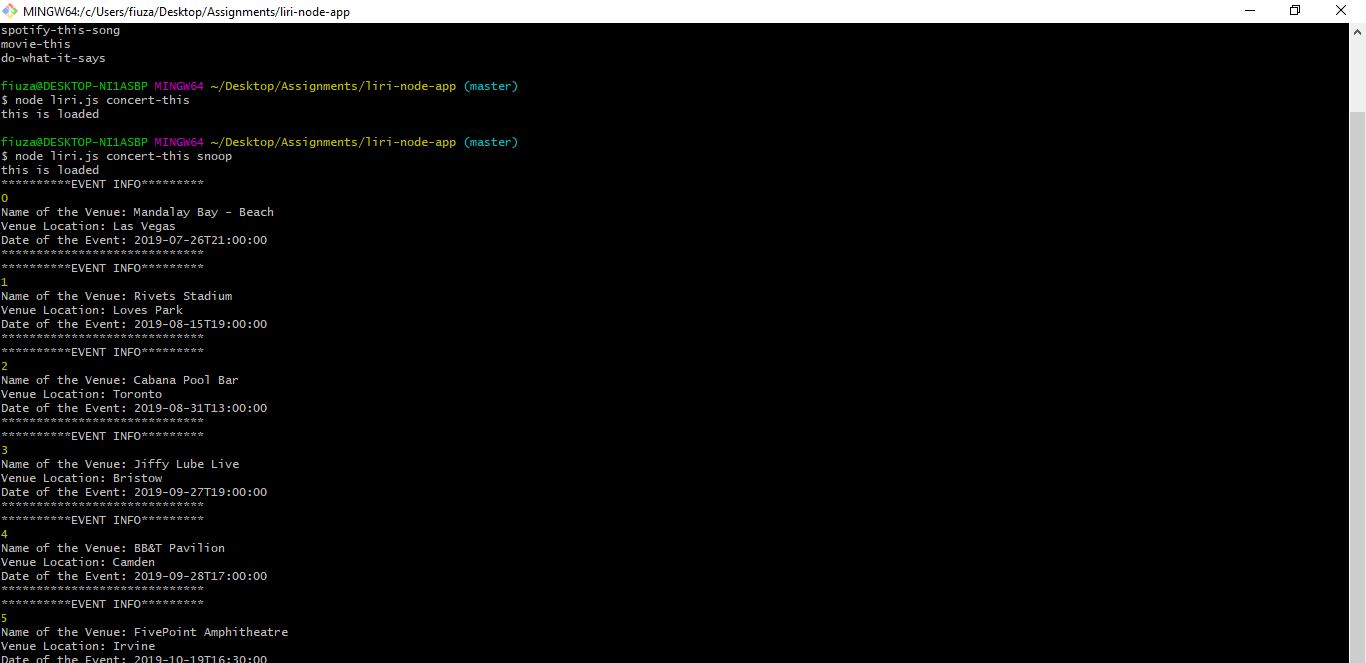 MINGW64:/c/Users/fiuza/Desktop/Assignments/liri-node-app
spotify-this-song
movie-this
do-what-it-says
fiuza@DESKTOP-NI1ASBP MINGW64 ~/Desktop/Assignments/liri-node-app (master)
$ node liri.js concert-this
this is loaded
fiuza@DESKTOP-NI1ASBP MINGW64 ~/Desktop/Assignments/liri-node-app (master)
$ node liri.js concert-this snoop
this is loaded
**********EVENT INFO*********
0
Name of the Venue: Mandalay Bay - Beach
Venue Location: Las Vegas
Date of the Event: 2019-07-26T21:00:00
*****************************
**********EVENT INFO*********
1
Name of the Venue: Rivets Stadium
Venue Location: Loves Park
Date of the Event: 2019-08-15T19:00:00
*****************************
**********EVENT INFO*********
2
Name of the Venue: Cabana Pool Bar
Venue Location: Toronto
Date of the Event: 2019-08-31T13:00:00
*****************************
**********EVENT INFO*********
3
Name of the Venue: Jiffy Lube Live
Venue Location: Bristow
Date of the Event: 2019-09-27T19:00:00
*****************************
**********EVENT INFO*********
4
Name of the Venue: BB&T Pavilion
Venue Location: Camden
Date of the Event: 2019-09-28T17:00:00
*****************************
**********EVENT INFO*********
5
Name of the Venue: FivePoint Amphitheatre
Venue Location: Irvine
Date of the Event: 2019-10-19T16:30:00